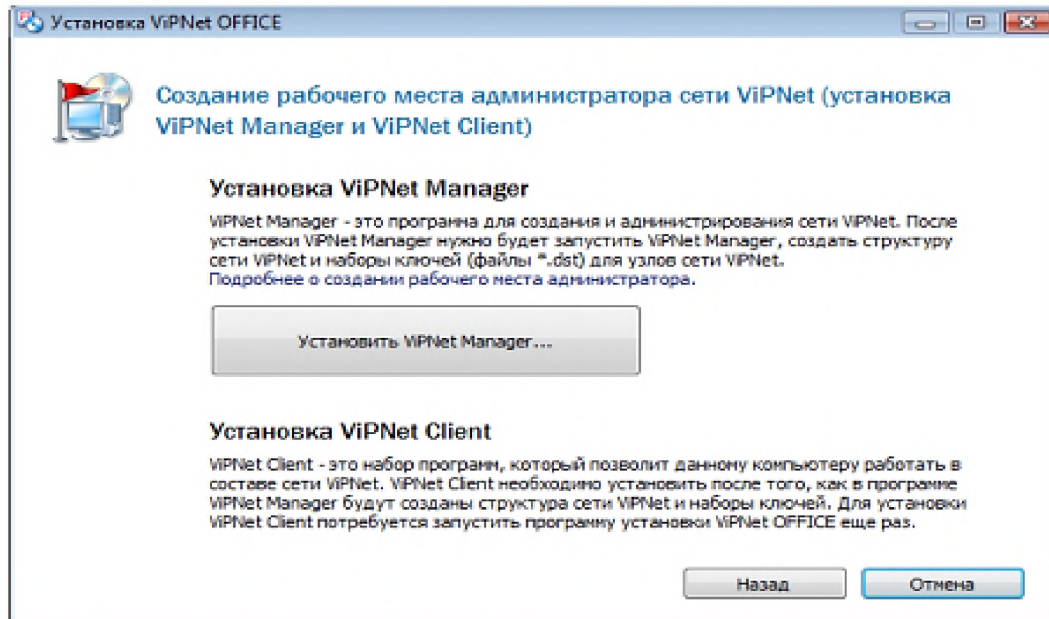 Установка ViPNet OFFICE
Создание рабочего места администратора сети ViPNet (установка
ViPNet Manager и ViPNet Client)
Установка ViPNet Manager
ViPNet Manager - это программа для создания и администрирования сети ViPNet. После
установки ViPNet Manager нужно будет запустить ViPNet Manager, создать структуру
сети ViPNet и наборы ключей (файлы *.dst) для узлов сети ViPNet.
Подробнее о создании рабочего места администратора.
Установить ViPNet Manager...
Установка ViPNet Client
ViPNet Client - это набор программ, который позволит данному компьютеру работать в
составе сети ViPNet. ViPNet Client необходимо установить после того, как в программе
ViPNet Manager будут созданы структура сети ViPNet и наборы ключей. Для установки
ViPNet Client потребуется запустить программу установки ViPNet OFFICE еще раз.
Назад
Отмена